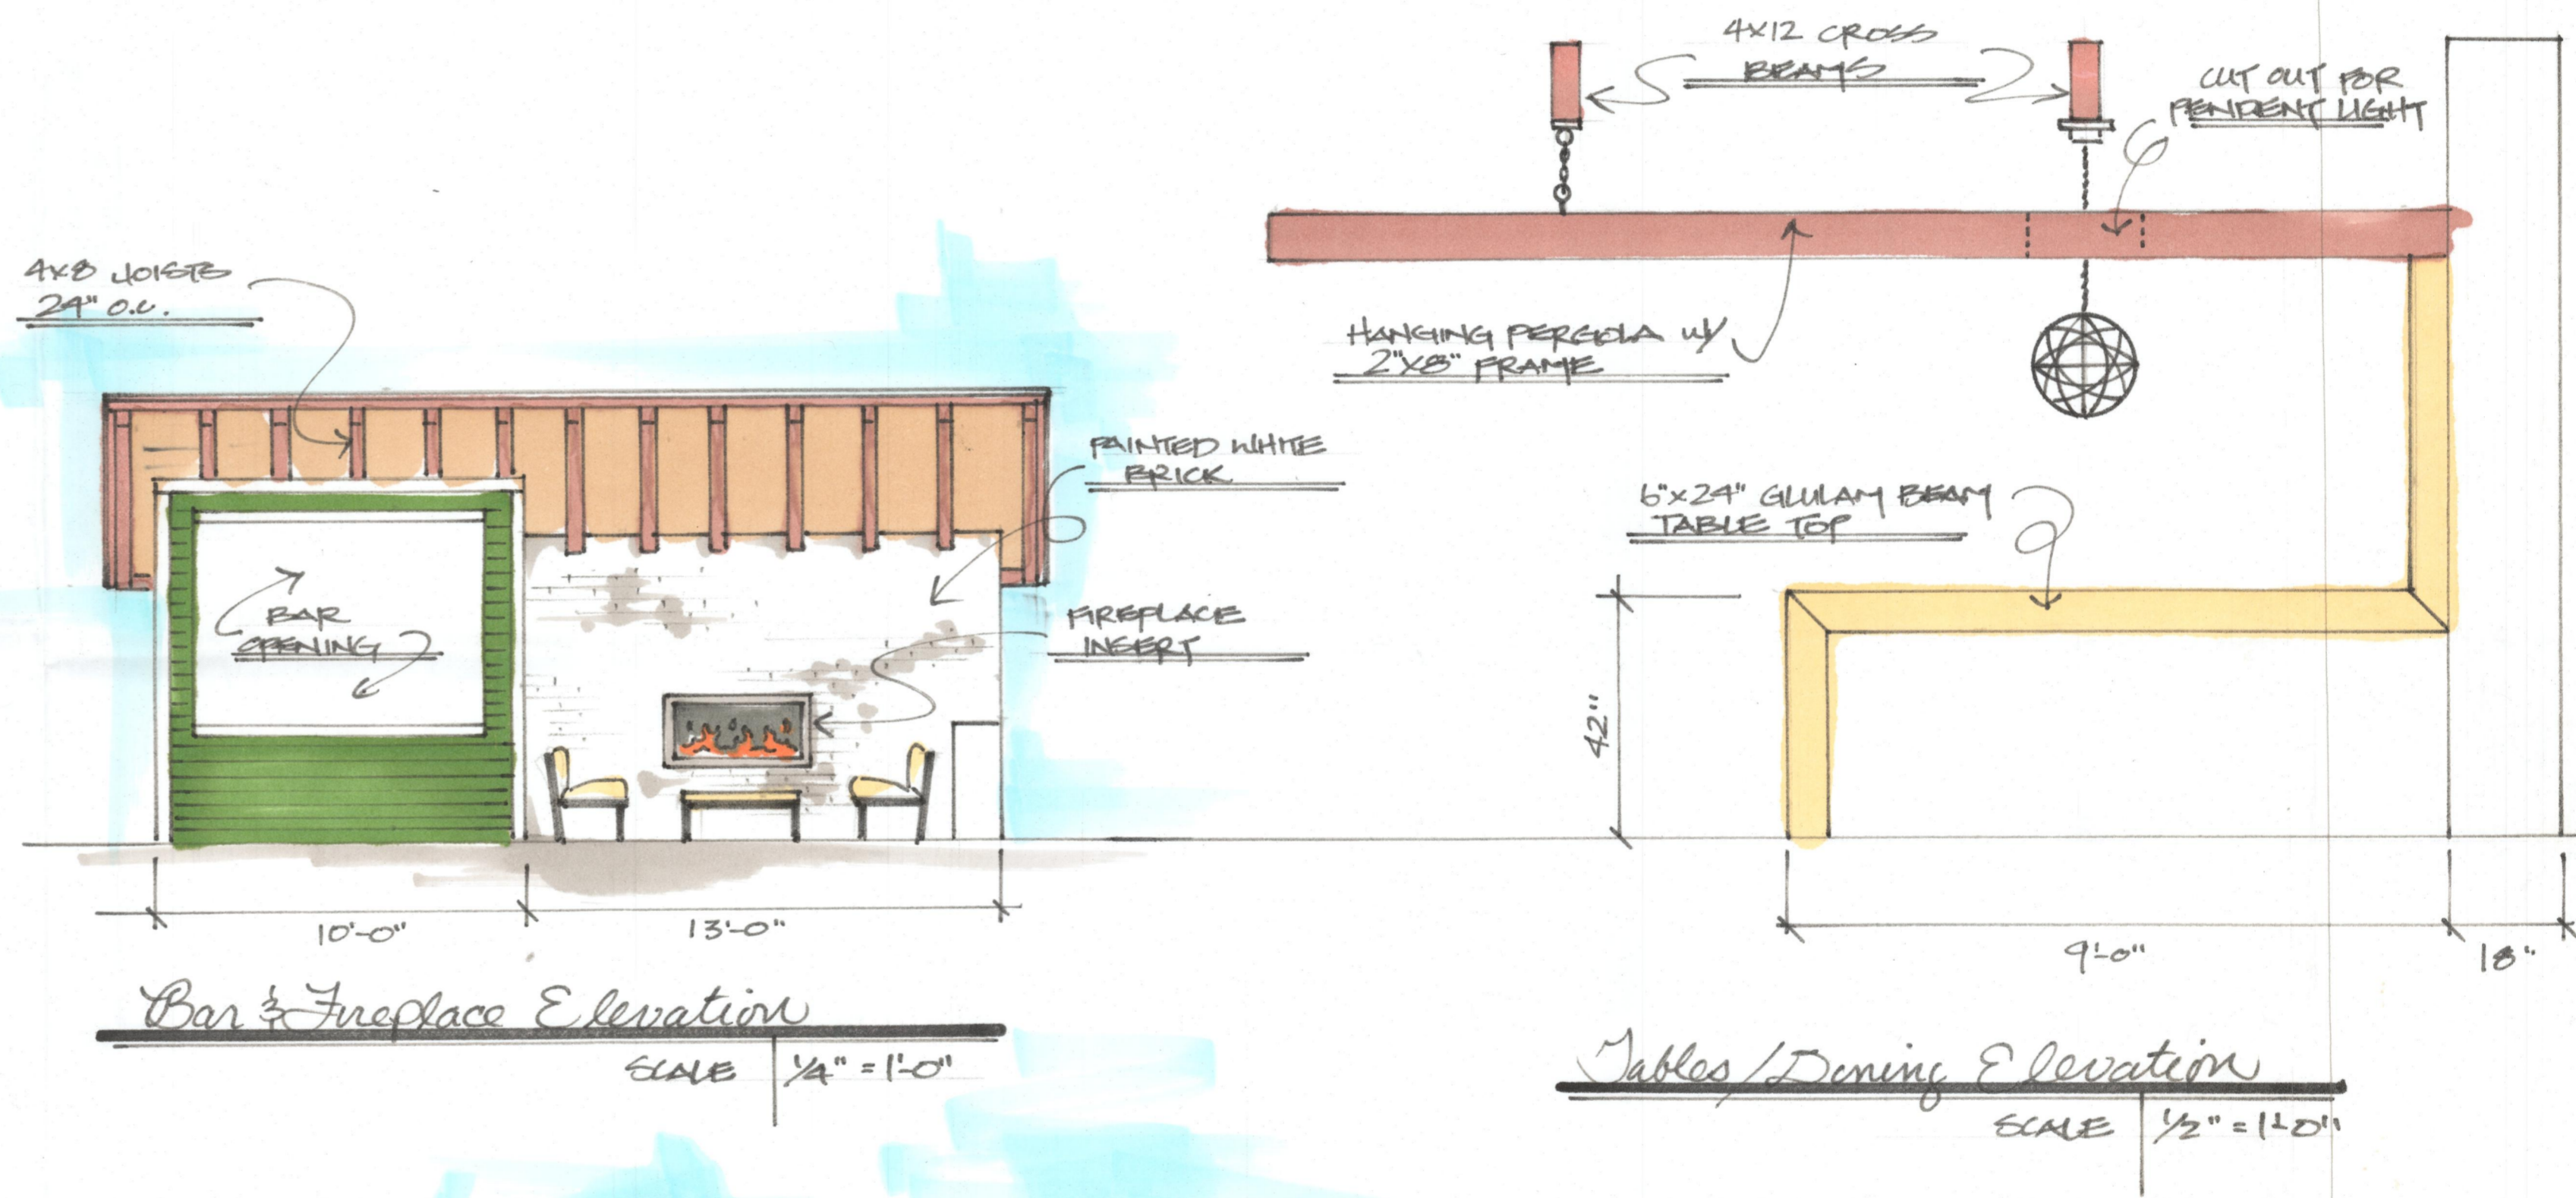 4X8 JOISTS
24" O.C.
BAR
OPENING
PAINTED WHITE
BRICK
FIREPLACE
INSERT
10'-0"
13'-0"
Bar & Fireplace Elevation
SCALE
1/4" = 1'-0"
4X12 CROSS
BEAMS
CUT OUT FOR
PENDENT LIGHT
HANGING PERGOLA W/
2"X8" FRAME
6"X24" GLULAM BEAM
TABLE TOP
42"
9'-0"
18"
Tables/Dining Elevation
SCALE
1/2" = 1'-0"